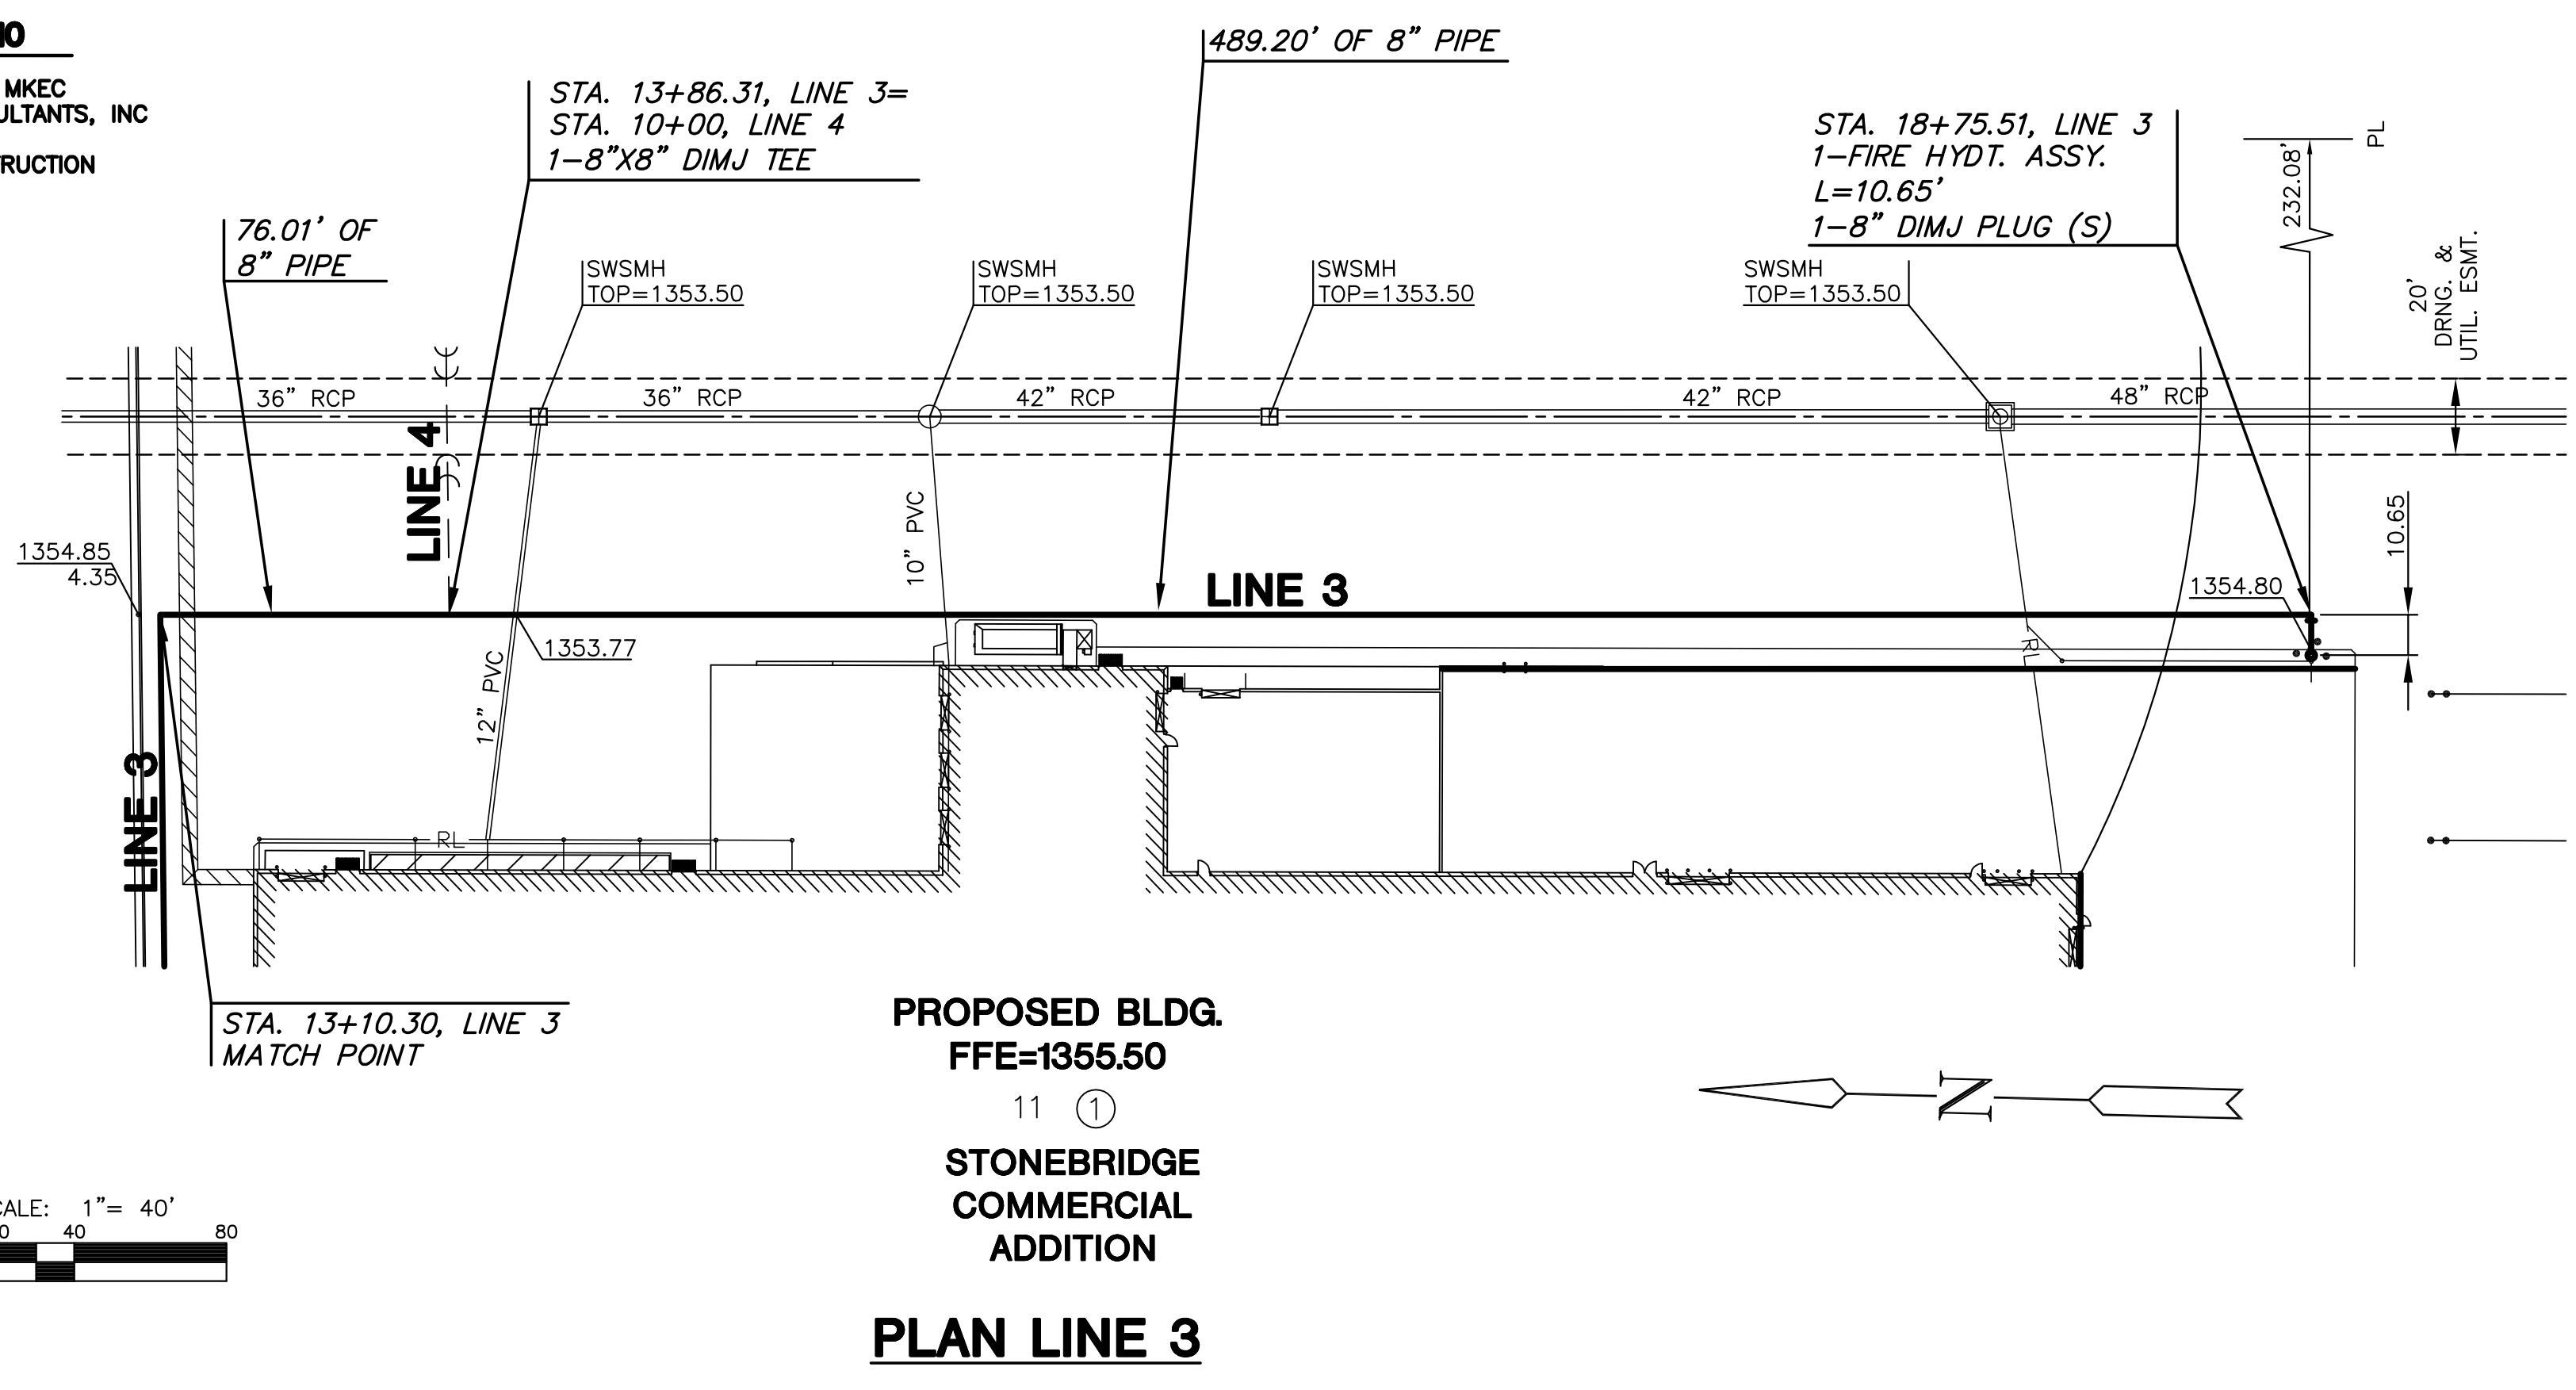 MKEC
489.20' OF 8" PIPE
STA. 13+86.31, LINE 3=
STA. 10+00, LINE 4
1-8"X8" DIMJ TEE
STA. 18+75.51, LINE 3
1-FIRE HYDT. ASSY.
L=10.65'
1-8" DIMJ PLUG (S)
232.08'
PL
76.01' OF
8" PIPE
SWSMH
TOP=1353.50
SWSMH
TOP=1353.50
SWSMH
TOP=1353.50
SWSMH
TOP=1353.50
20'
DRNG. &
UTIL. ESMT.
36" RCP
36" RCP
42" RCP
42" RCP
48" RCP
LINE 4
10" PVC
10.65
1354.85
4.35
LINE 3
1354.80
1353.77
RL
12" PVC
LINE 3
RL
STA. 13+10.30, LINE 3
MATCH POINT
PROPOSED BLDG.
FFE=1355.50
11 1
N
STONEBRIDGE
COMMERCIAL
ADDITION
1"= 40'
40 80
PLAN LINE 3